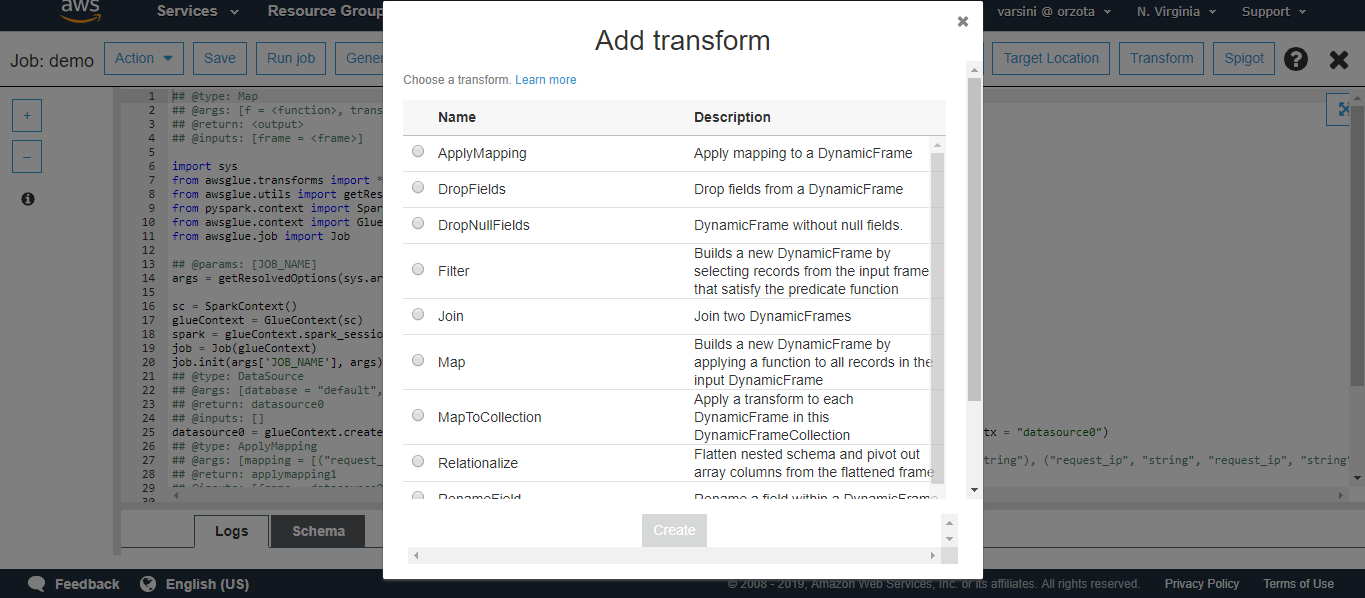 aws
Services
Resource Group
varsini @ orzota
N. Virginia
Support
Job: demo
Action
Save
Run job
Gener
Target Location
Transform
Spigot
?
Add transform
Choose a transform. Learn more
Name Description
ApplyMapping Apply mapping to a DynamicFrame
DropFields Drop fields from a DynamicFrame
DropNullFields DynamicFrame without null fields.
Filter Builds a new DynamicFrame by
selecting records from the input frame
that satisfy the predicate function
Join Join two DynamicFrames
Map Builds a new DynamicFrame by
applying a function to all records in the
input DynamicFrame
MapToCollection Apply a transform to each
DynamicFrame in this
DynamicFrameCollection
Relationalize Flatten nested schema and pivot out
array columns from the flattened frame
RenameField Rename a field within a DynamicFrame
Create
1 ## @type: Map
2 ## @args: [f = <function>, trans
3 ## @return: <output>
4 ## @inputs: [frame = <frame>]
5
6 import sys
7 from awsglue.transforms import *
8 from awsglue.utils import getRes
9 from pyspark.context import Spar
10 from awsglue.context import Glue
11 from awsglue.job import Job
12
13 ## @params: [JOB_NAME]
14 args = getResolvedOptions(sys.ar
15
16 sc = SparkContext()
17 glueContext = GlueContext(sc)
18 spark = glueContext.spark_sessio
19 job = Job(glueContext)
20 job.init(args['JOB_NAME'], args)
21 ## @type: DataSource
22 ## @args: [database = "default",
23 ## @return: datasource0
24 ## @inputs: []
25 datasource0 = glueContext.create tx = "datasource0")
26 ## @type: ApplyMapping
27 ## @args: [mapping = [("request_ tring"), ("request_ip", "string", "request_ip", "string"
28 ## @return: applymapping1
29 ## @inputs: [frame = datasource0
30
Logs
Schema
Feedback
English (US)
© 2008 - 2019, Amazon Web Services, Inc. or its affiliates. All rights reserved.
Privacy Policy
Terms of Use